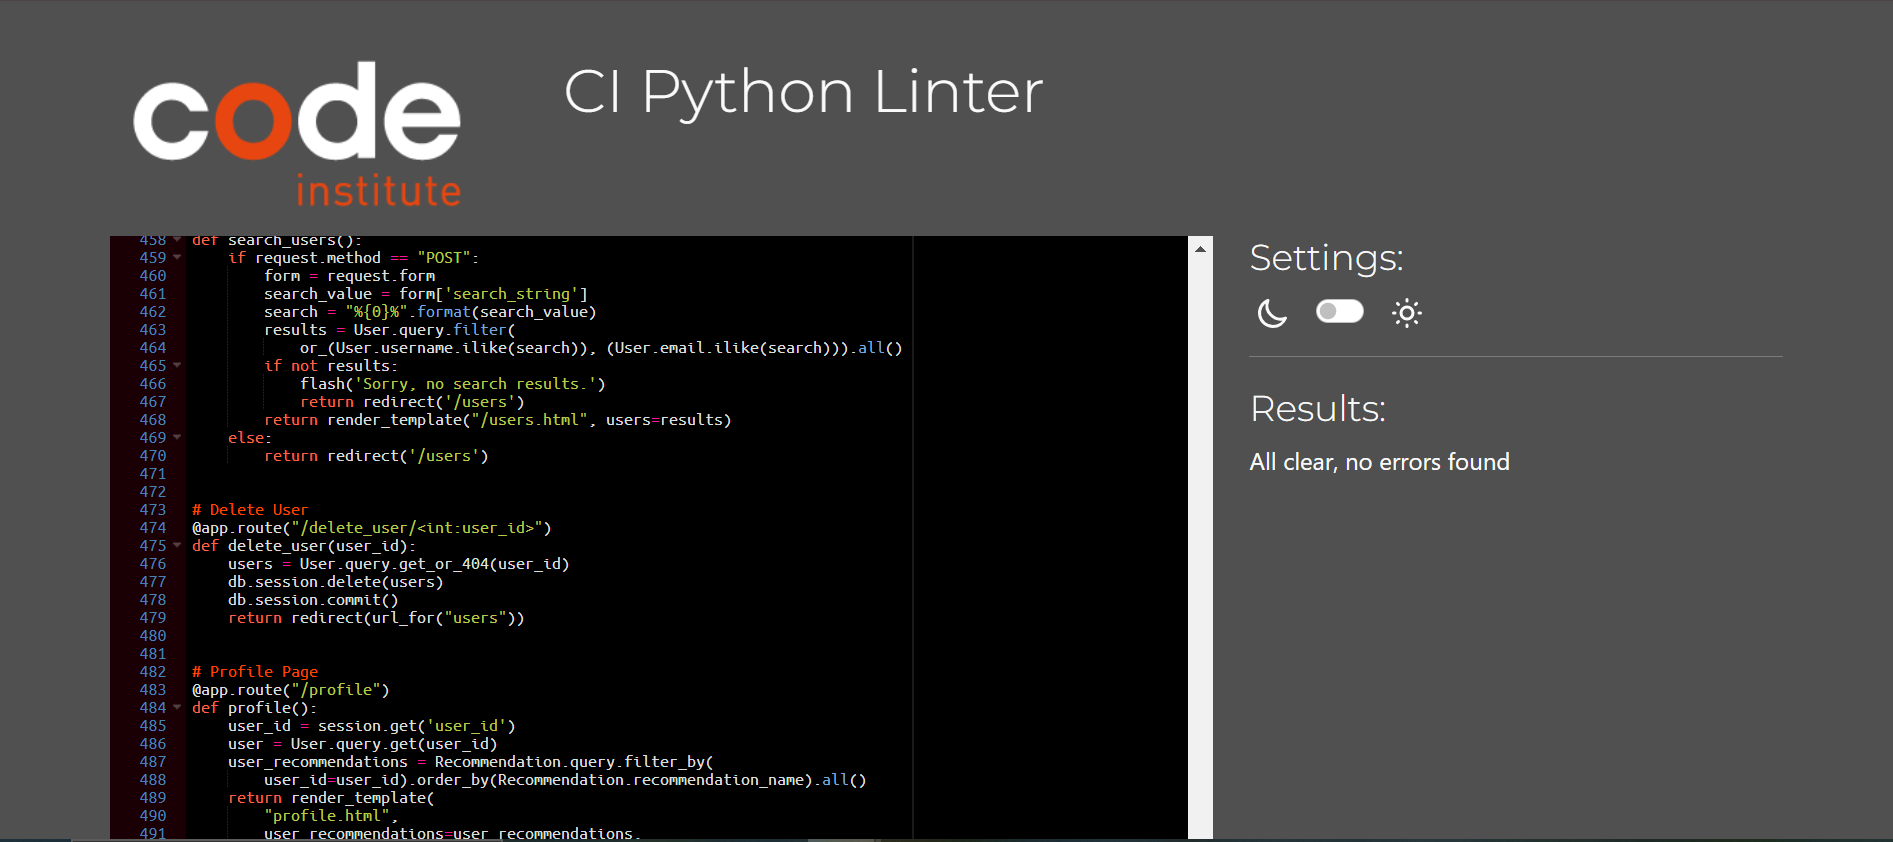 code
institute
CI Python Linter
458 def search_users():
459     if request.method == "POST":
460         form = request.form
461         search_value = form['search_string']
462         search = "%{0}%".format(search_value)
463         results = User.query.filter(
464             or_(User.username.ilike(search)), (User.email.ilike(search))).all()
465         if not results:
466             flash('Sorry, no search results.')
467             return redirect('/users')
468         return render_template("/users.html", users=results)
469     else:
470         return redirect('/users')
471
472
473 # Delete User
474 @app.route("/delete_user/<int:user_id>")
475 def delete_user(user_id):
476     users = User.query.get_or_404(user_id)
477     db.session.delete(users)
478     db.session.commit()
479     return redirect(url_for("users"))
480
481
482 # Profile Page
483 @app.route("/profile")
484 def profile():
485     user_id = session.get('user_id')
486     user = User.query.get(user_id)
487     user_recommendations = Recommendation.query.filter_by(
488         user_id=user_id).order_by(Recommendation.recommendation_name).all()
489     return render_template(
490         "profile.html",
491         user_recommendations=user_recommendations,
Settings:
Results:
All clear, no errors found